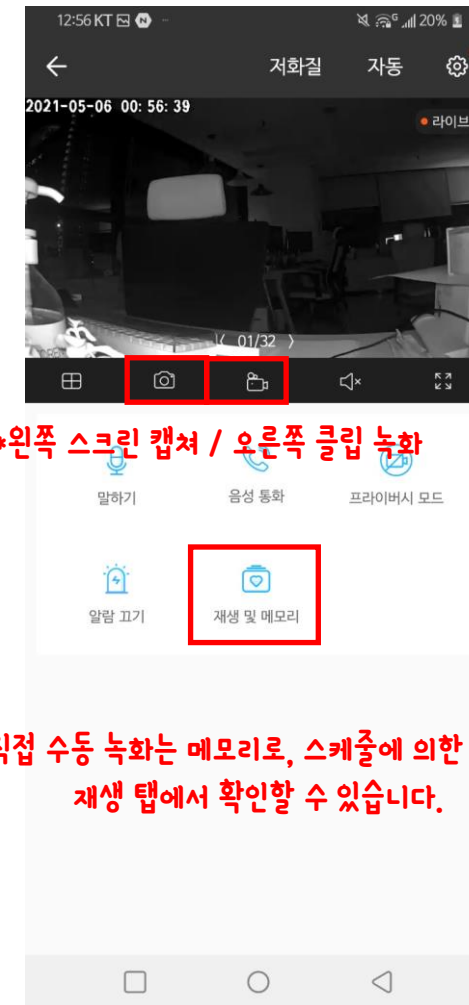 12:56 KT 20%
저화질 자동
2021-05-06 00:56:39
라이브
〈 01/32 〉
*왼쪽 스크린 캡쳐 / 오른쪽 클립 녹화
말하기 음성 통화 프라이버시 모드
알람 끄기 재생 및 메모리
직접 수동 녹화는 메모리로, 스케줄에 의한
재생 탭에서 확인할 수 있습니다.